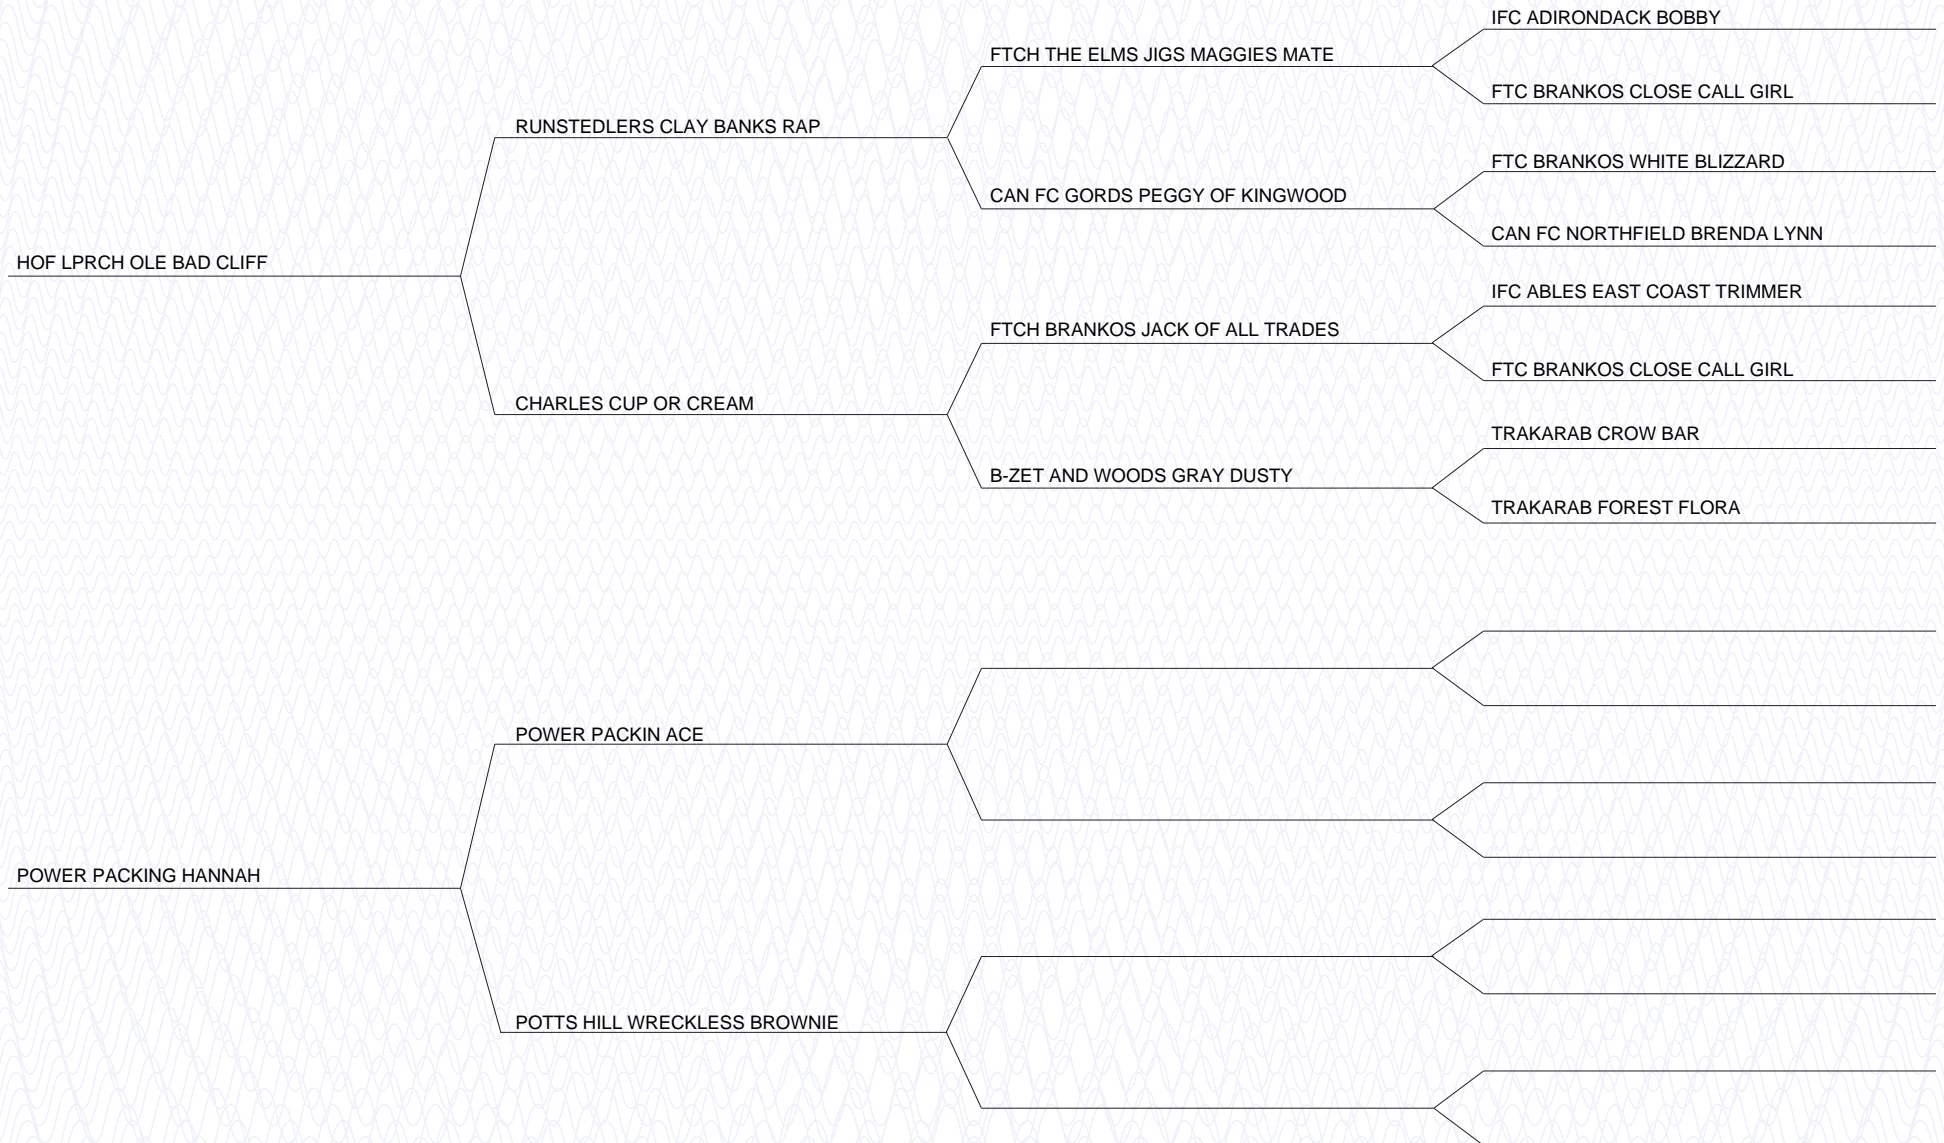 IFC ADIRONDACK BOBBY
FTCH THE ELMS JIGS MAGGIES MATE
FTC BRANKOS CLOSE CALL GIRL
RUNSTEDLERS CLAY BANKS RAP
FTC BRANKOS WHITE BLIZZARD
CAN FC GORDS PEGGY OF KINGWOOD
CAN FC NORTHFIELD BRENDA LYNN
HOF LPRCH OLE BAD CLIFF
IFC ABLES EAST COAST TRIMMER
FTCH BRANKOS JACK OF ALL TRADES
FTC BRANKOS CLOSE CALL GIRL
CHARLES CUP OR CREAM
TRAKARAB CROW BAR
B-ZET AND WOODS GRAY DUSTY
TRAKARAB FOREST FLORA
POWER PACKIN ACE
POWER PACKING HANNAH
POTTS HILL WRECKLESS BROWNIE